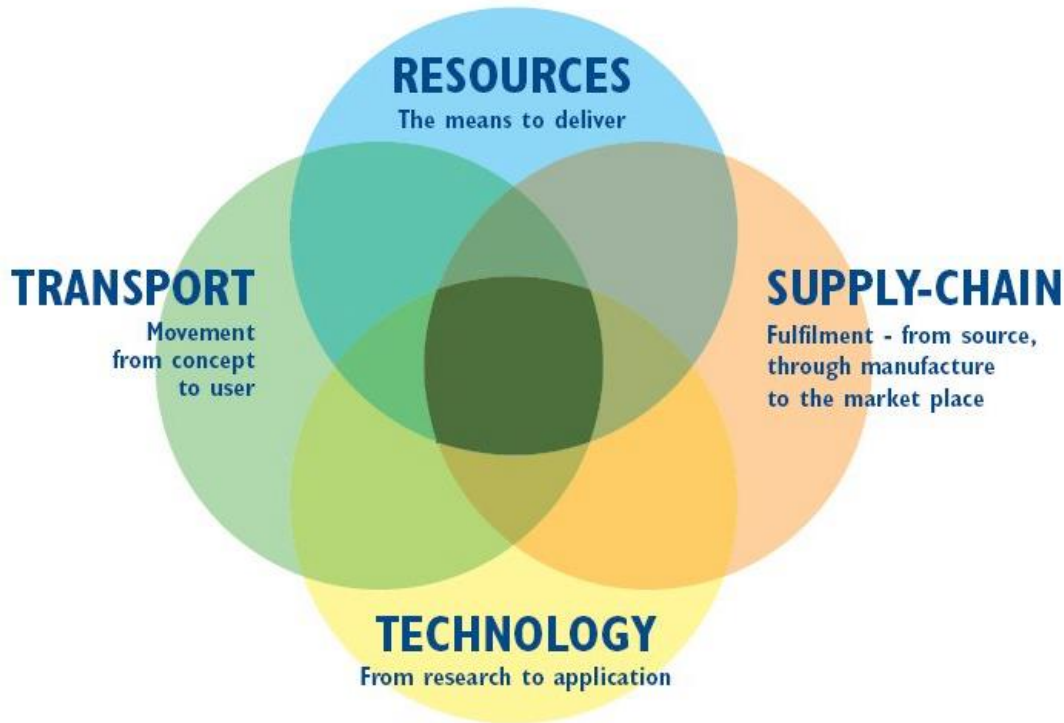 RESOURCES
The means to deliver
TRANSPORT
Movement
from concept
to user
SUPPLY-CHAIN
Fulfilment - from source,
through manufacture
to the market place
TECHNOLOGY
From research to application